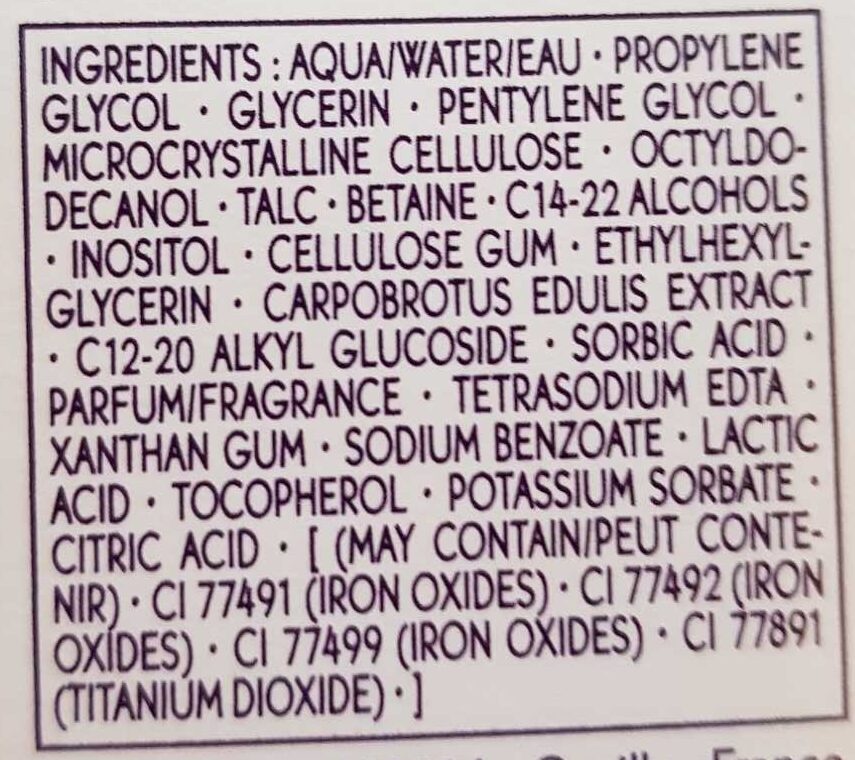 INGREDIENTS : AQUA/WATER/EAU · PROPYLENE
GLYCOL · GLYCERIN · PENTYLENE GLYCOL ·
MICROCRYSTALLINE CELLULOSE · OCTYLDO-
DECANOL · TALC · BETAINE · C14-22 ALCOHOLS
· INOSITOL · CELLULOSE GUM · ETHYLHEXYL-
GLYCERIN · CARPOBROTUS EDULIS EXTRACT
· C12-20 ALKYL GLUCOSIDE · SORBIC ACID ·
PARFUM/FRAGRANCE · TETRASODIUM EDTA ·
XANTHAN GUM · SODIUM BENZOATE · LACTIC
ACID · TOCOPHEROL · POTASSIUM SORBATE ·
CITRIC ACID · [ (MAY CONTAIN/PEUT CONTE-
NIR) · CI 77491 (IRON OXIDES) · CI 77492 (IRON
OXIDES) · CI 77499 (IRON OXIDES) · CI 77891
(TITANIUM DIOXIDE) · ]
France